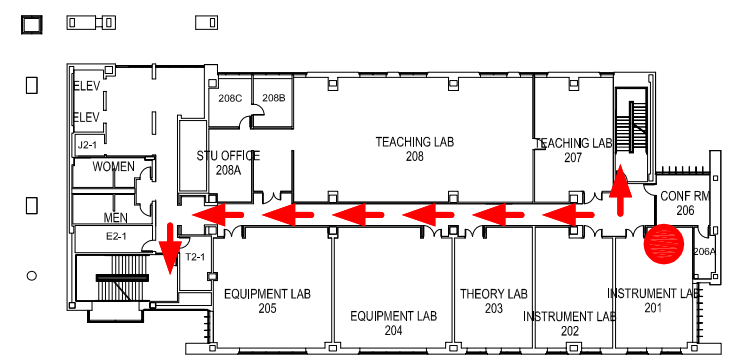 ELEV
ELEV
J2-1
WOMEN
MEN
E2-1
T2-1
208C
208B
STU OFFICE
208A
TEACHING LAB
208
TEACHING LAB
207
CONF RM
206
206A
EQUIPMENT LAB
205
EQUIPMENT LAB
204
THEORY LAB
203
INSTRUMENT LAB
202
INSTRUMENT LAB
201